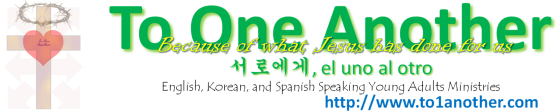 To One Another
Because of what Jesus has done for us
서로에게, el uno al otro
English, Korean, and Spanish Speaking Young Adults Ministries
http://www.to1another.com